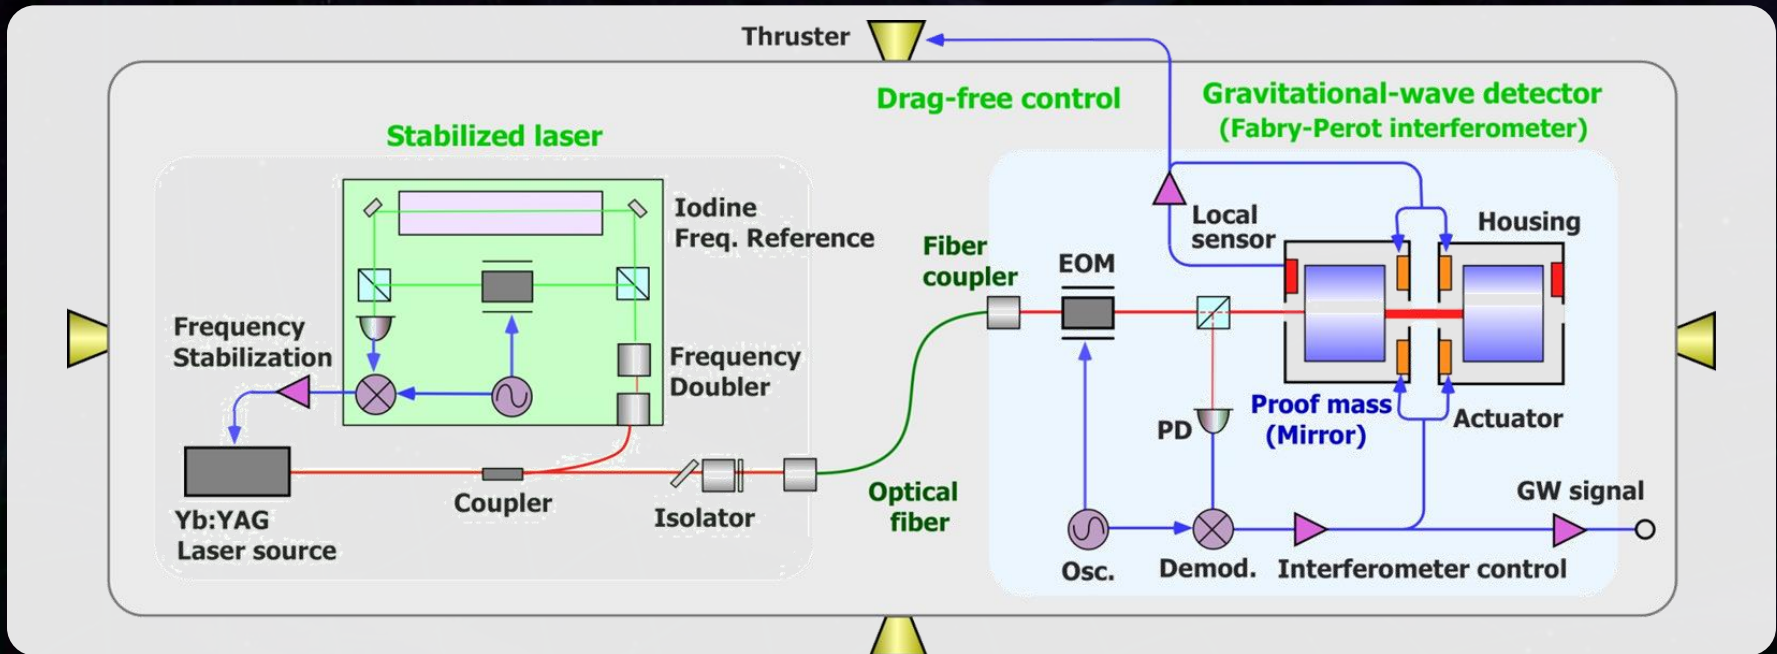 Thruster
Drag-free control
Gravitational-wave detector
(Fabry-Perot interferometer)
Stabilized laser
Iodine
Freq. Reference
Local
sensor
Housing
Fiber
coupler
EOM
Frequency
Stabilization
Frequency
Doubler
Proof mass
(Mirror)
Actuator
PD
Coupler
Isolator
Optical
fiber
GW signal
Yb:YAG
Laser source
Osc.
Demod.
Interferometer control